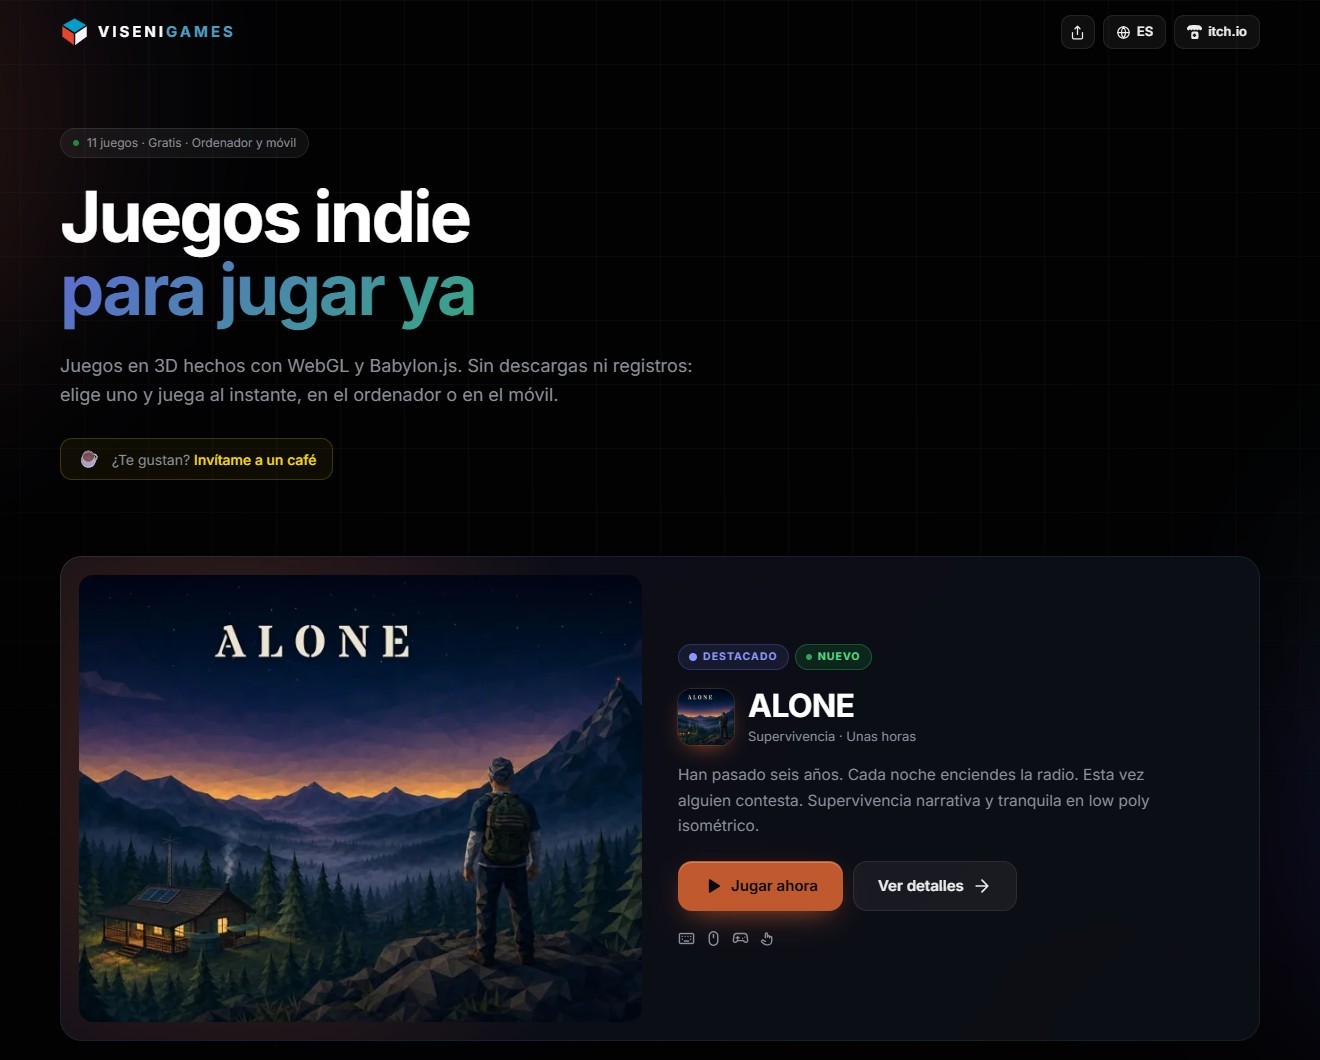 VISENIGAMES
ES
itch.io
11 juegos · Gratis · Ordenador y móvil
Juegos indie
para jugar ya
Juegos en 3D hechos con WebGL y Babylon.js. Sin descargas ni registros:
elige uno y juega al instante, en el ordenador o en el móvil.
¿Te gustan? Invítame a un café
ALONE
DESTACADO
NUEVO
ALONE
ALONE
Supervivencia · Unas horas
Han pasado seis años. Cada noche enciendes la radio. Esta vez
alguien contesta. Supervivencia narrativa y tranquila en low poly
isométrico.
Jugar ahora
Ver detalles